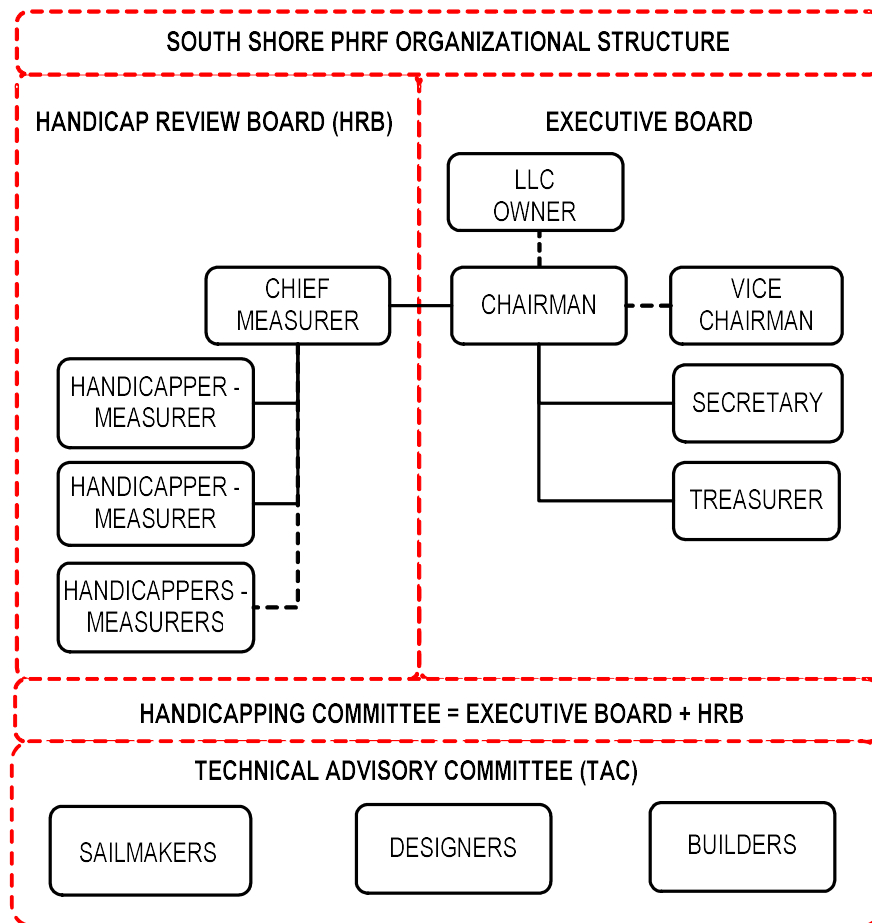 SOUTH SHORE PHRF ORGANIZATIONAL STRUCTURE
HANDICAP REVIEW BOARD (HRB)
EXECUTIVE BOARD
LLC
OWNER
CHIEF
MEASURER
CHAIRMAN
VICE
CHAIRMAN
HANDICAPPER -
MEASURER
SECRETARY
HANDICAPPER -
MEASURER
TREASURER
HANDICAPPERS -
MEASURERS
HANDICAPPING COMMITTEE = EXECUTIVE BOARD + HRB
TECHNICAL ADVISORY COMMITTEE (TAC)
SAILMAKERS
DESIGNERS
BUILDERS